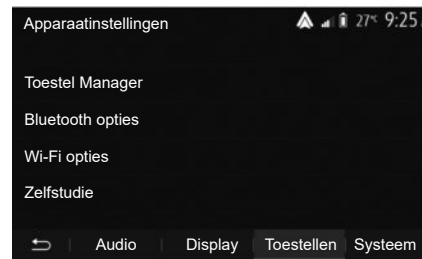 Apparaatinstellingen 27°C 9:25
Toestel Manager
Bluetooth opties
Wi-Fi opties
Zelfstudie
Audio Display Toestellen Systeem